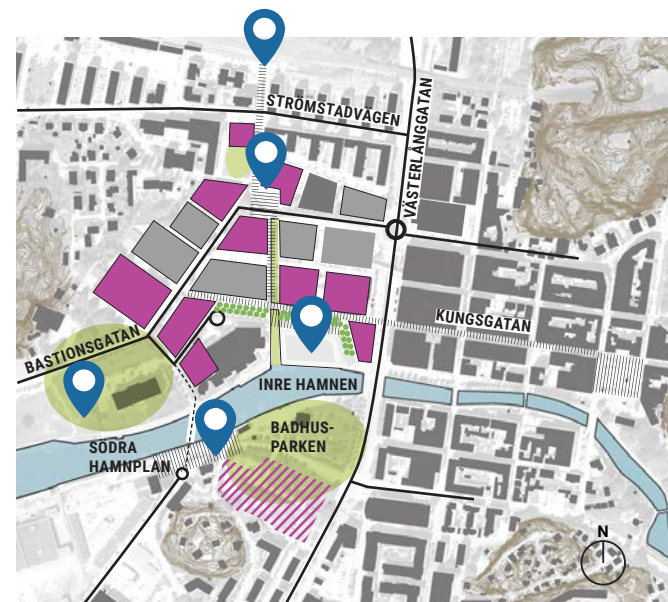 STRÖMSTADVÄGEN
VÄSTERLÅNGGATAN
KUNGSGATAN
BASTIONSGATAN
INRE HAMNEN
BADHUS-
PARKEN
SÖDRA
HAMNPLAN
N